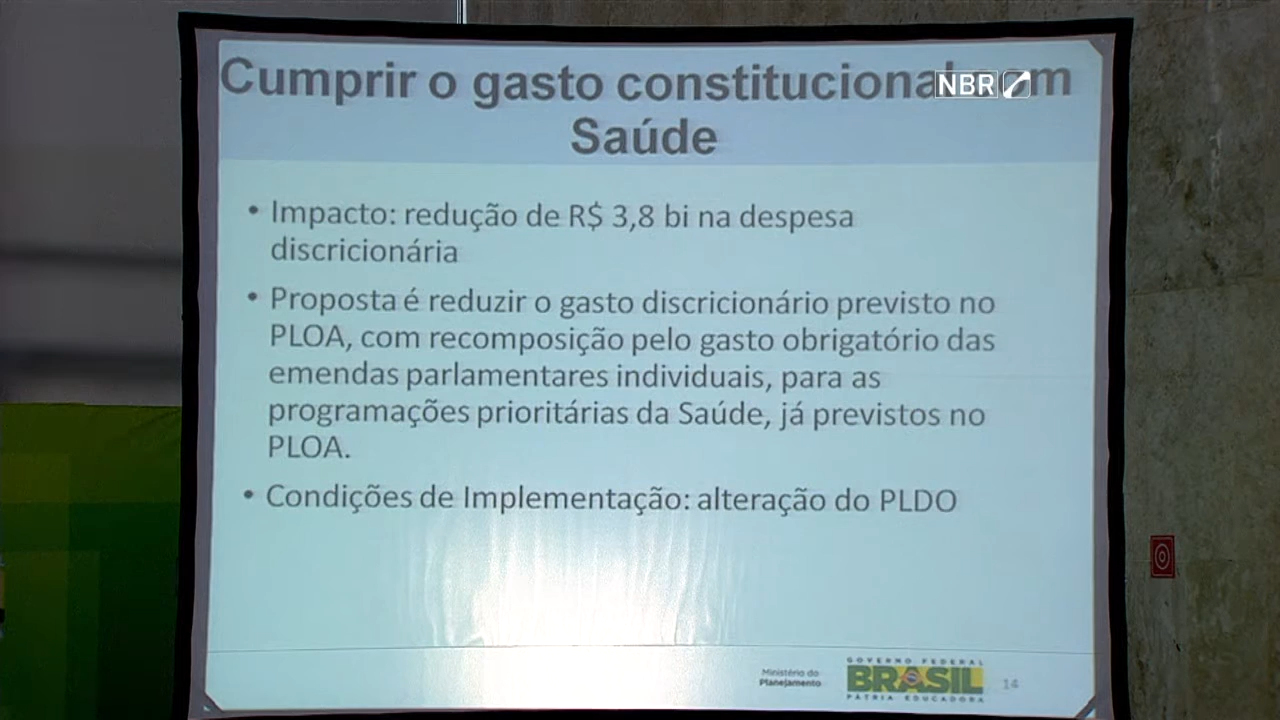 Cumprir o gasto constitucional em
NBR
Saúde
• Impacto: redução de R$ 3,8 bi na despesa
discricionária
• Proposta é reduzir o gasto discricionário previsto no
PLOA, com recomposição pelo gasto obrigatório das
emendas parlamentares individuais, para as
programações prioritárias da Saúde, já previstos no
PLOA.
• Condições de Implementação: alteração do PLDO
Ministério do
Planejamento
GOVERNO FEDERAL
BRASIL
PÁTRIA EDUCADORA
14